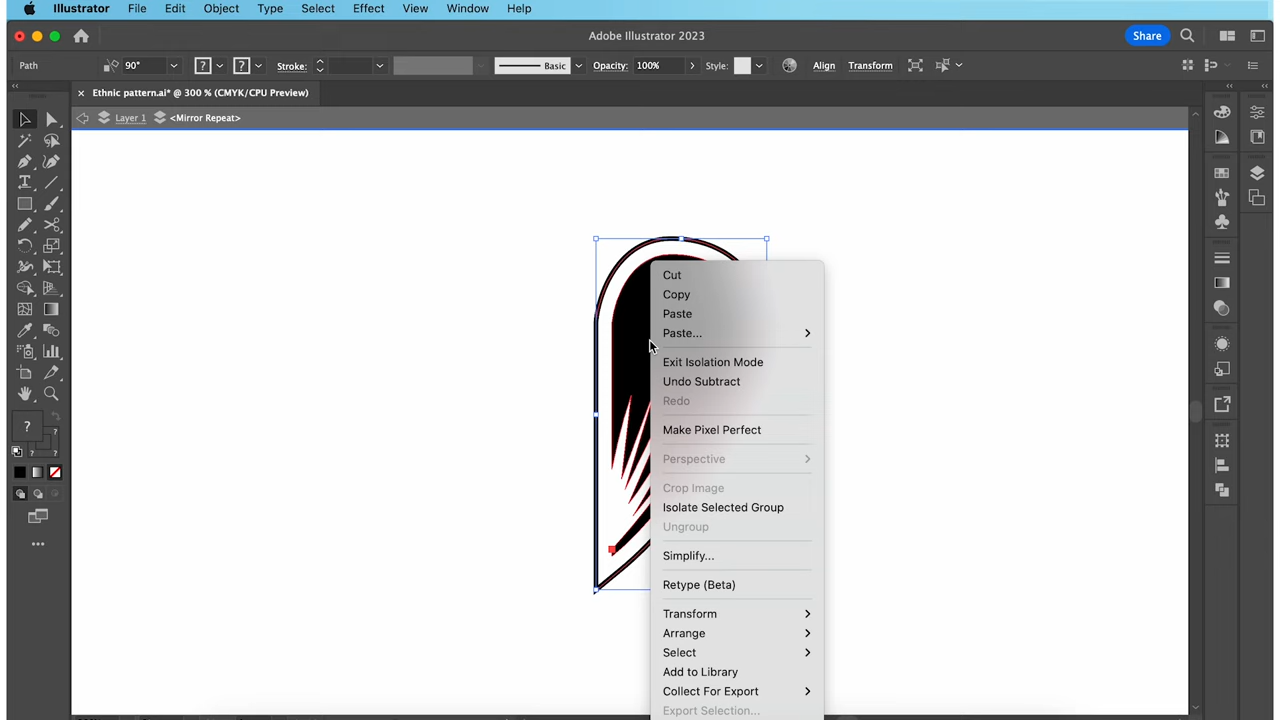 Illustrator File Edit Object Type Select Effect View Window Help
Adobe Illustrator 2023
Share
Path 90° ? ? Stroke: Basic Opacity: 100% Style: Align Transform
× Ethnic pattern.ai* @ 300 % (CMYK/CPU Preview)
Layer 1 <Mirror Repeat>
Cut
Copy
Paste
Paste...
Exit Isolation Mode
Undo Subtract
Redo
Make Pixel Perfect
Perspective
Crop Image
Isolate Selected Group
Ungroup
Simplify...
Retype (Beta)
Transform
Arrange
Select
Add to Library
Collect For Export
Export Selection...
?
?
? ?